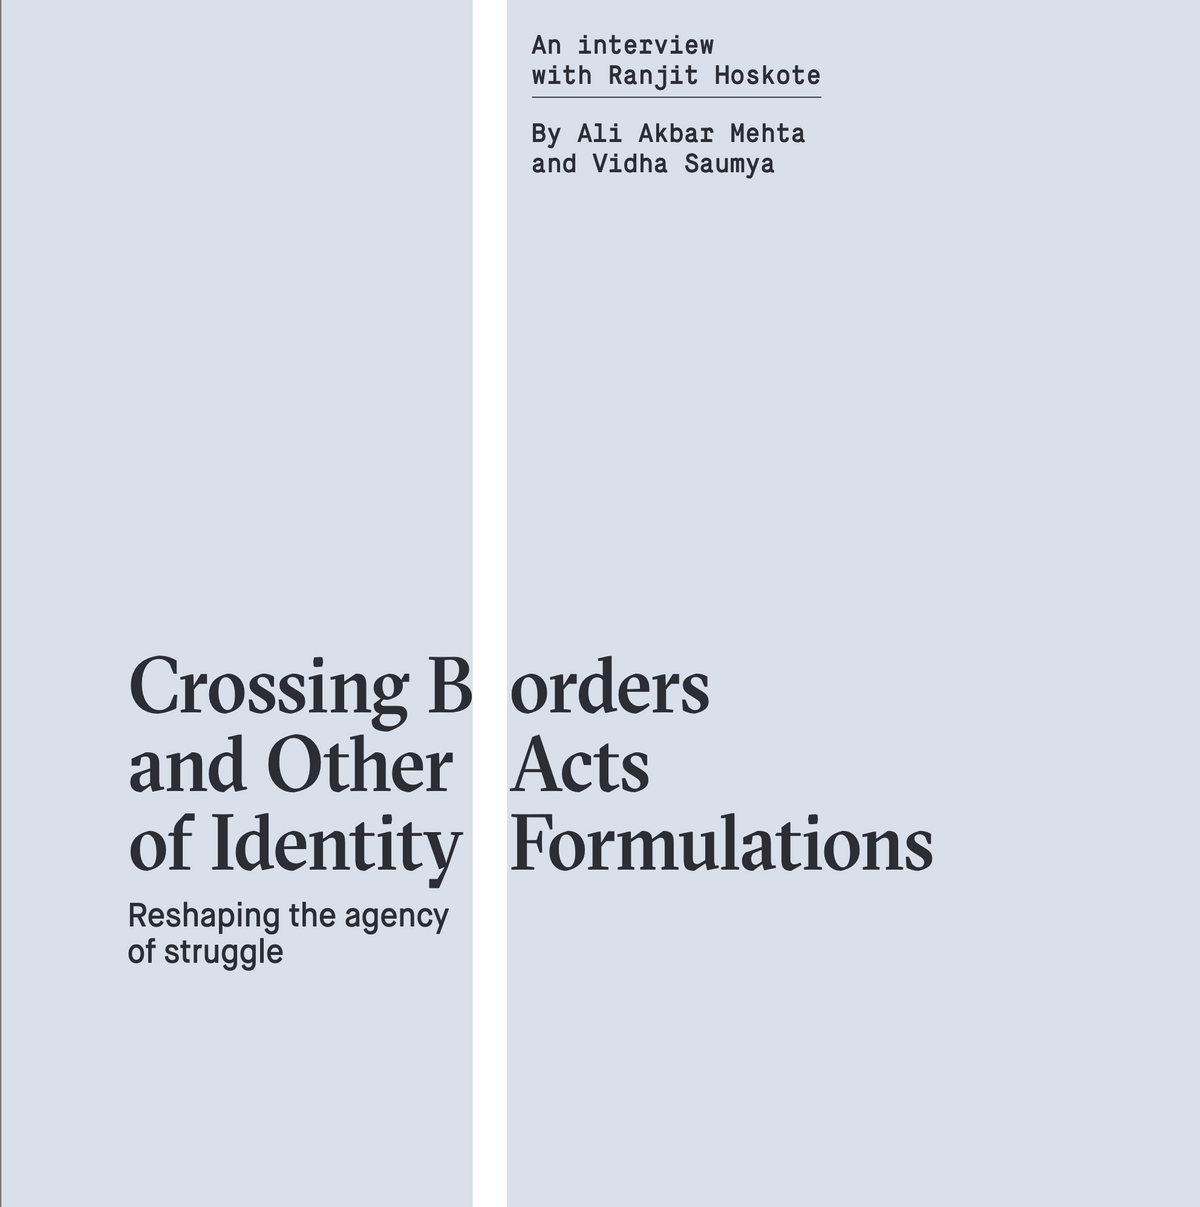 An interview
with Ranjit Hoskote
By Ali Akbar Mehta
and Vidha Saumya
Crossing Borders
and Other Acts
of Identity Formulations
Reshaping the agency
of struggle